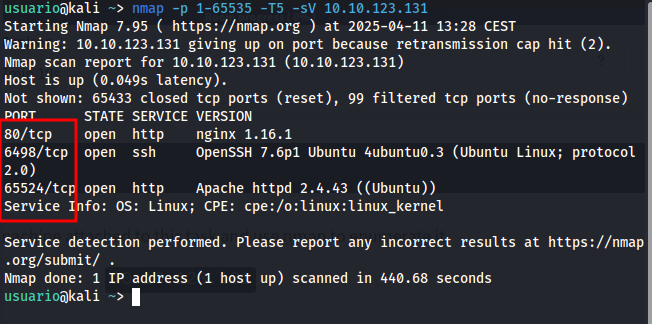 usuario@kali ~> nmap -p 1-65535 -T5 -sV 10.10.123.131
Starting Nmap 7.95 ( https://nmap.org ) at 2025-04-11 13:28 CEST
Warning: 10.10.123.131 giving up on port because retransmission cap hit (2).
Nmap scan report for 10.10.123.131 (10.10.123.131)
Host is up (0.049s latency).
Not shown: 65433 closed tcp ports (reset), 99 filtered tcp ports (no-response)
PORT      STATE SERVICE VERSION
80/tcp    open  http    nginx 1.16.1
6498/tcp  open  ssh     OpenSSH 7.6p1 Ubuntu 4ubuntu0.3 (Ubuntu Linux; protocol
2.0)
65524/tcp open  http    Apache httpd 2.4.43 ((Ubuntu))
Service Info: OS: Linux; CPE: cpe:/o:linux:linux_kernel
Service detection performed. Please report any incorrect results at https://nmap
.org/submit/ .
Nmap done: 1 IP address (1 host up) scanned in 440.68 seconds
usuario@kali ~>